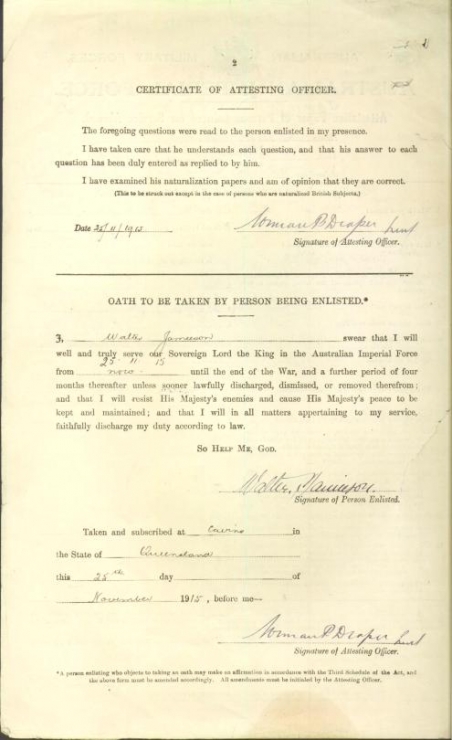 2
CERTIFICATE OF ATTESTING OFFICER.
The foregoing questions were read to the person enlisted in my presence.
I have taken care that he understands each question, and that his answer to each
question has been duly entered as replied to by him.
I have examined his naturalization papers and am of opinion that they are correct.
(This to be struck out except in the case of persons who are naturalized British Subjects.)
Date 25/11/1915 Norman P Draper Lieut
Signature of Attesting Officer.
OATH TO BE TAKEN BY PERSON BEING ENLISTED.*
I, Walter Jamieson swear that I will
well and truly serve our Sovereign Lord the King in the Australian Imperial Force
25 11 15
from now until the end of the War, and a further period of four
months thereafter unless sooner lawfully discharged, dismissed, or removed therefrom;
and that I will resist His Majesty's enemies and cause His Majesty's peace to be
kept and maintained; and that I will in all matters appertaining to my service,
faithfully discharge my duty according to law.
SO HELP ME, GOD.
Walter Jamieson
Signature of Person Enlisted.
Taken and subscribed at Cairns in
the State of Queensland
this 25th day of
November 1915, before me—
Norman P Draper Lieut
Signature of Attesting Officer.
*A person enlisting who objects to taking an oath may make an affirmation in accordance with the Third Schedule of the Act, and
the above form must be amended accordingly. All amendments must be initialed by the Attesting Officer.